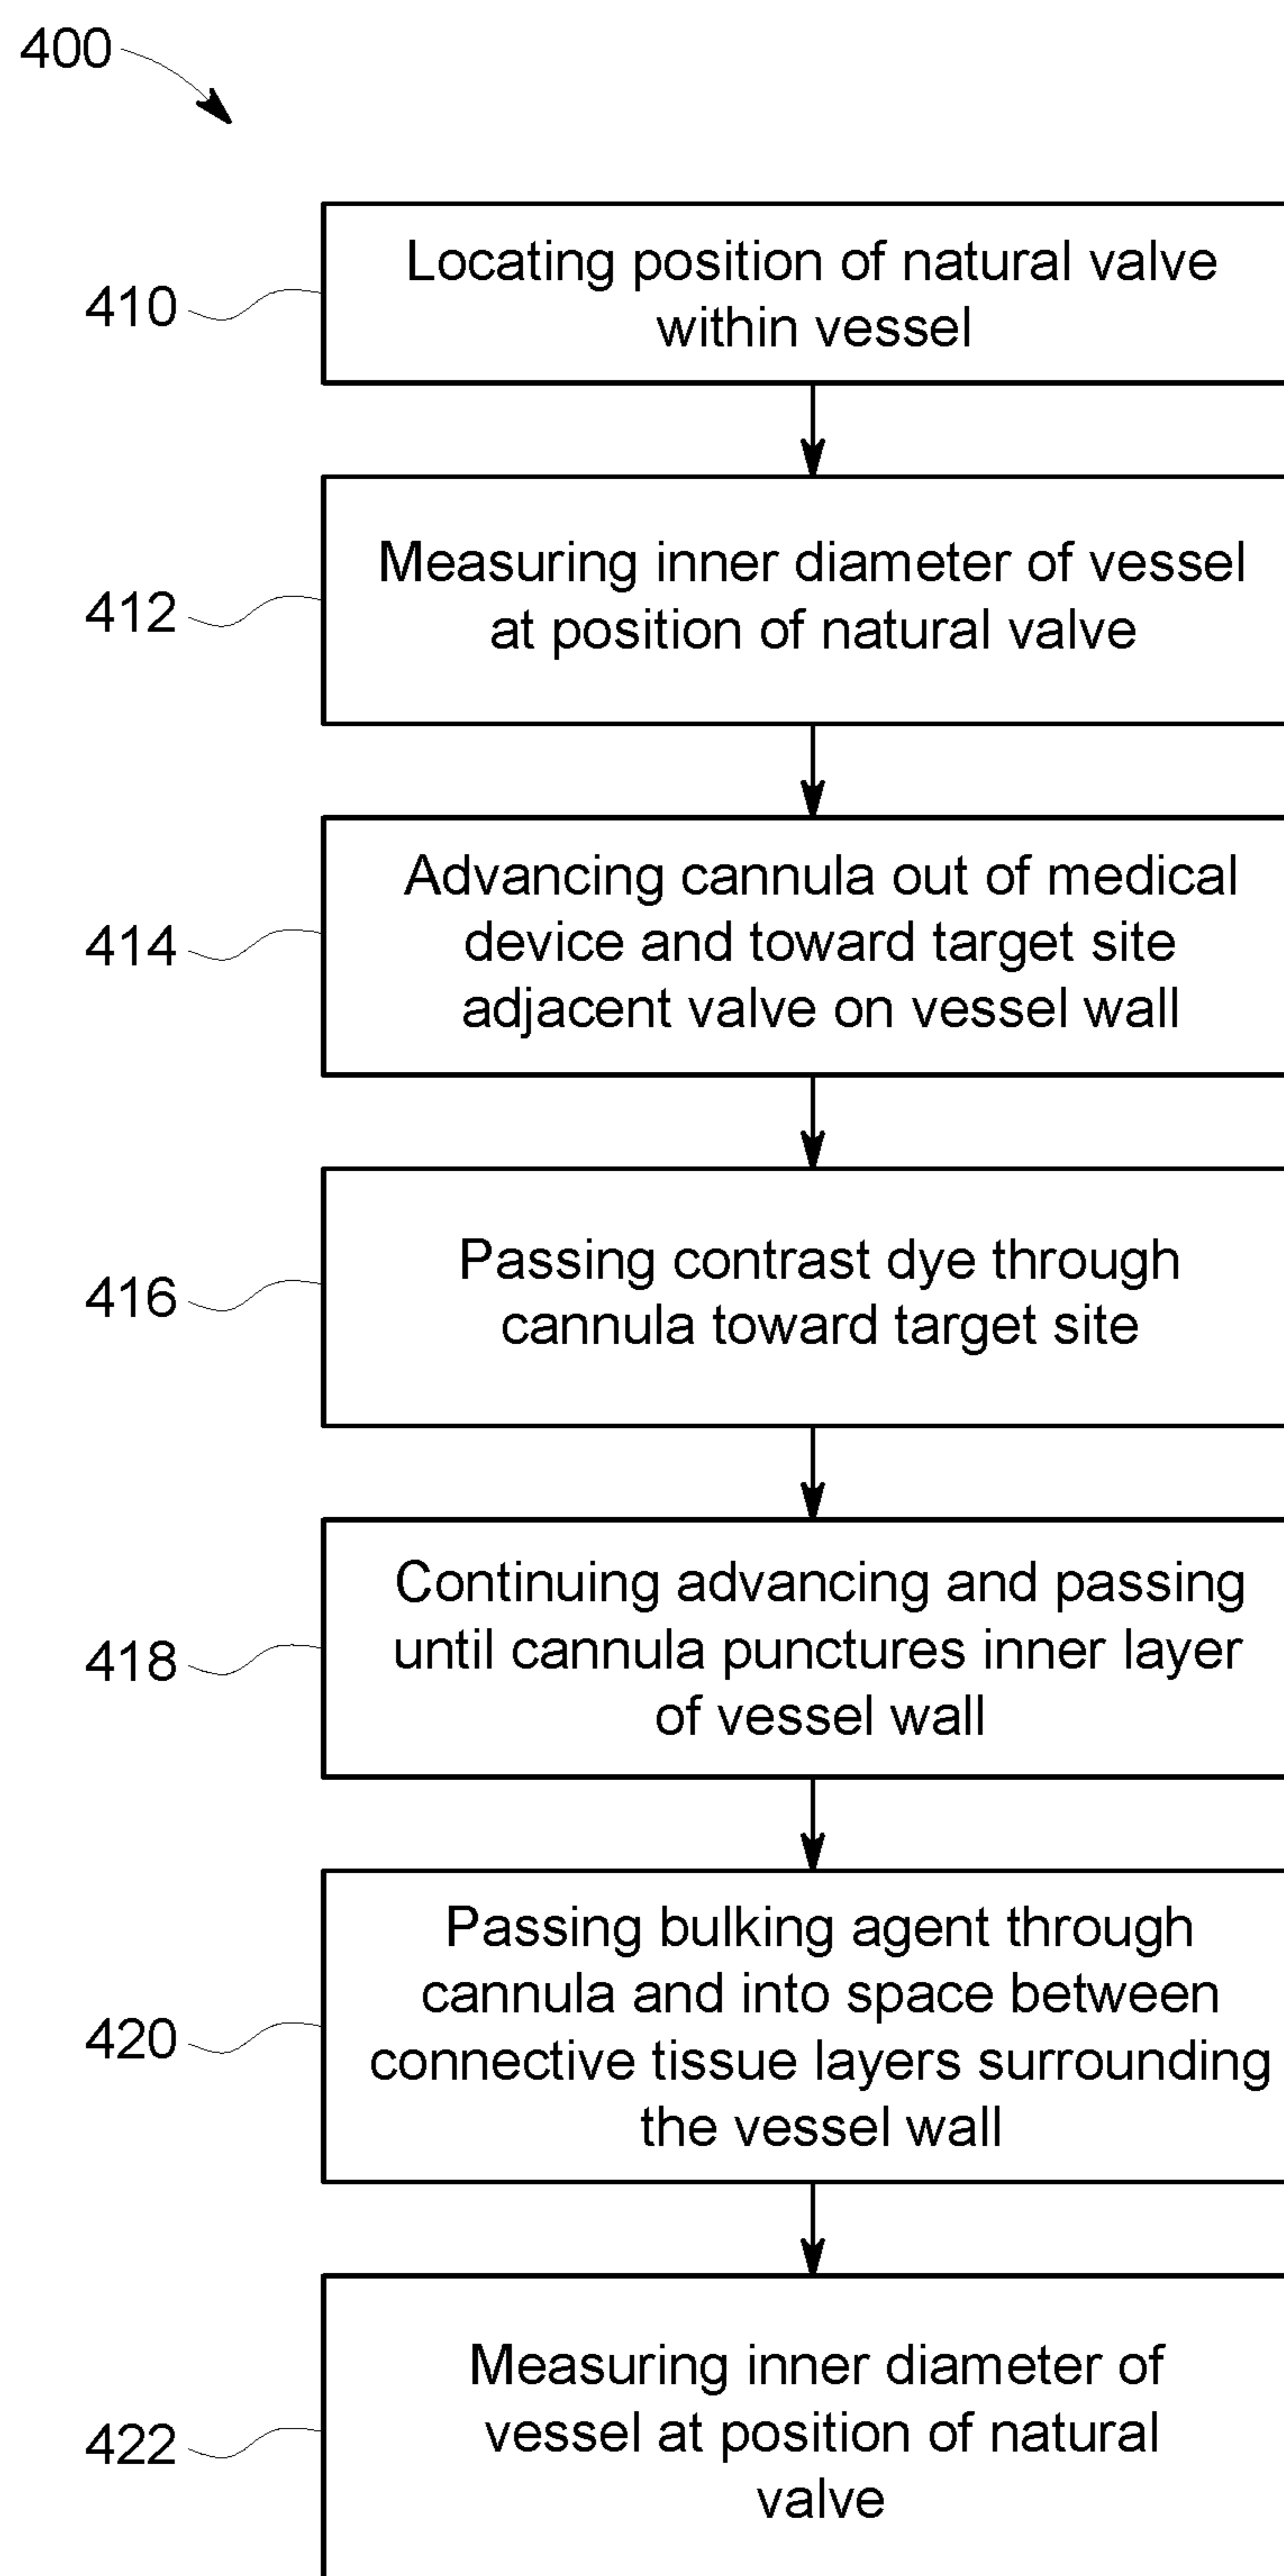 400
410
Locating position of natural valve
within vessel
412
Measuring inner diameter of vessel
at position of natural valve
414
Advancing cannula out of medical
device and toward target site
adjacent valve on vessel wall
416
Passing contrast dye through
cannula toward target site
418
Continuing advancing and passing
until cannula punctures inner layer
of vessel wall
420
Passing bulking agent through
cannula and into space between
connective tissue layers surrounding
the vessel wall
422
Measuring inner diameter of
vessel at position of natural
valve